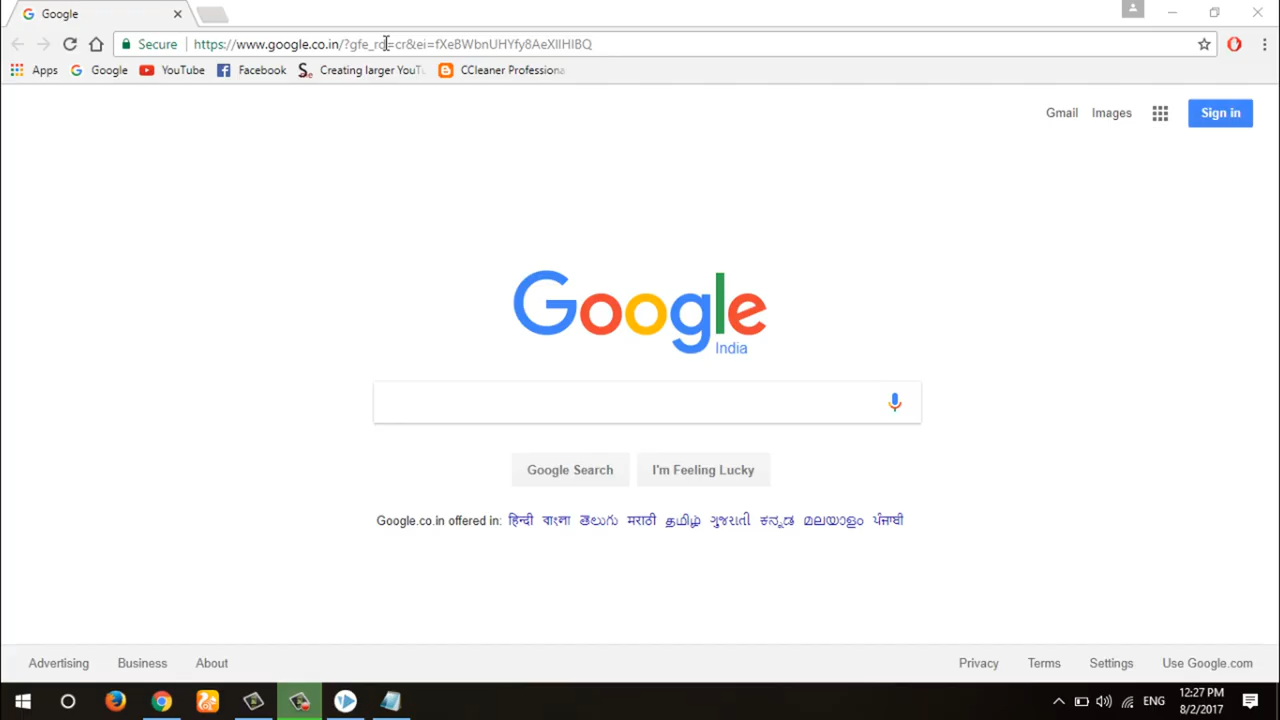 Google
Secure https://www.google.co.in/?gfe_rd=cr&ei=
Apps Google YouTube Facebook Creating larger YouTu CCleaner Professiona
Gmail Images Sign in
Google
India
Google Search I'm Feeling Lucky
Google.co.in offered in: हिन्दी বাংলা తెలుగు मराठी தமிழ் ગુજરાતી ಕನ್ನಡ മലയാളം ਪੰਜਾਬੀ
Advertising Business About Privacy Terms Settings Use Google.com
ENG 12:27 PM
8/2/2017